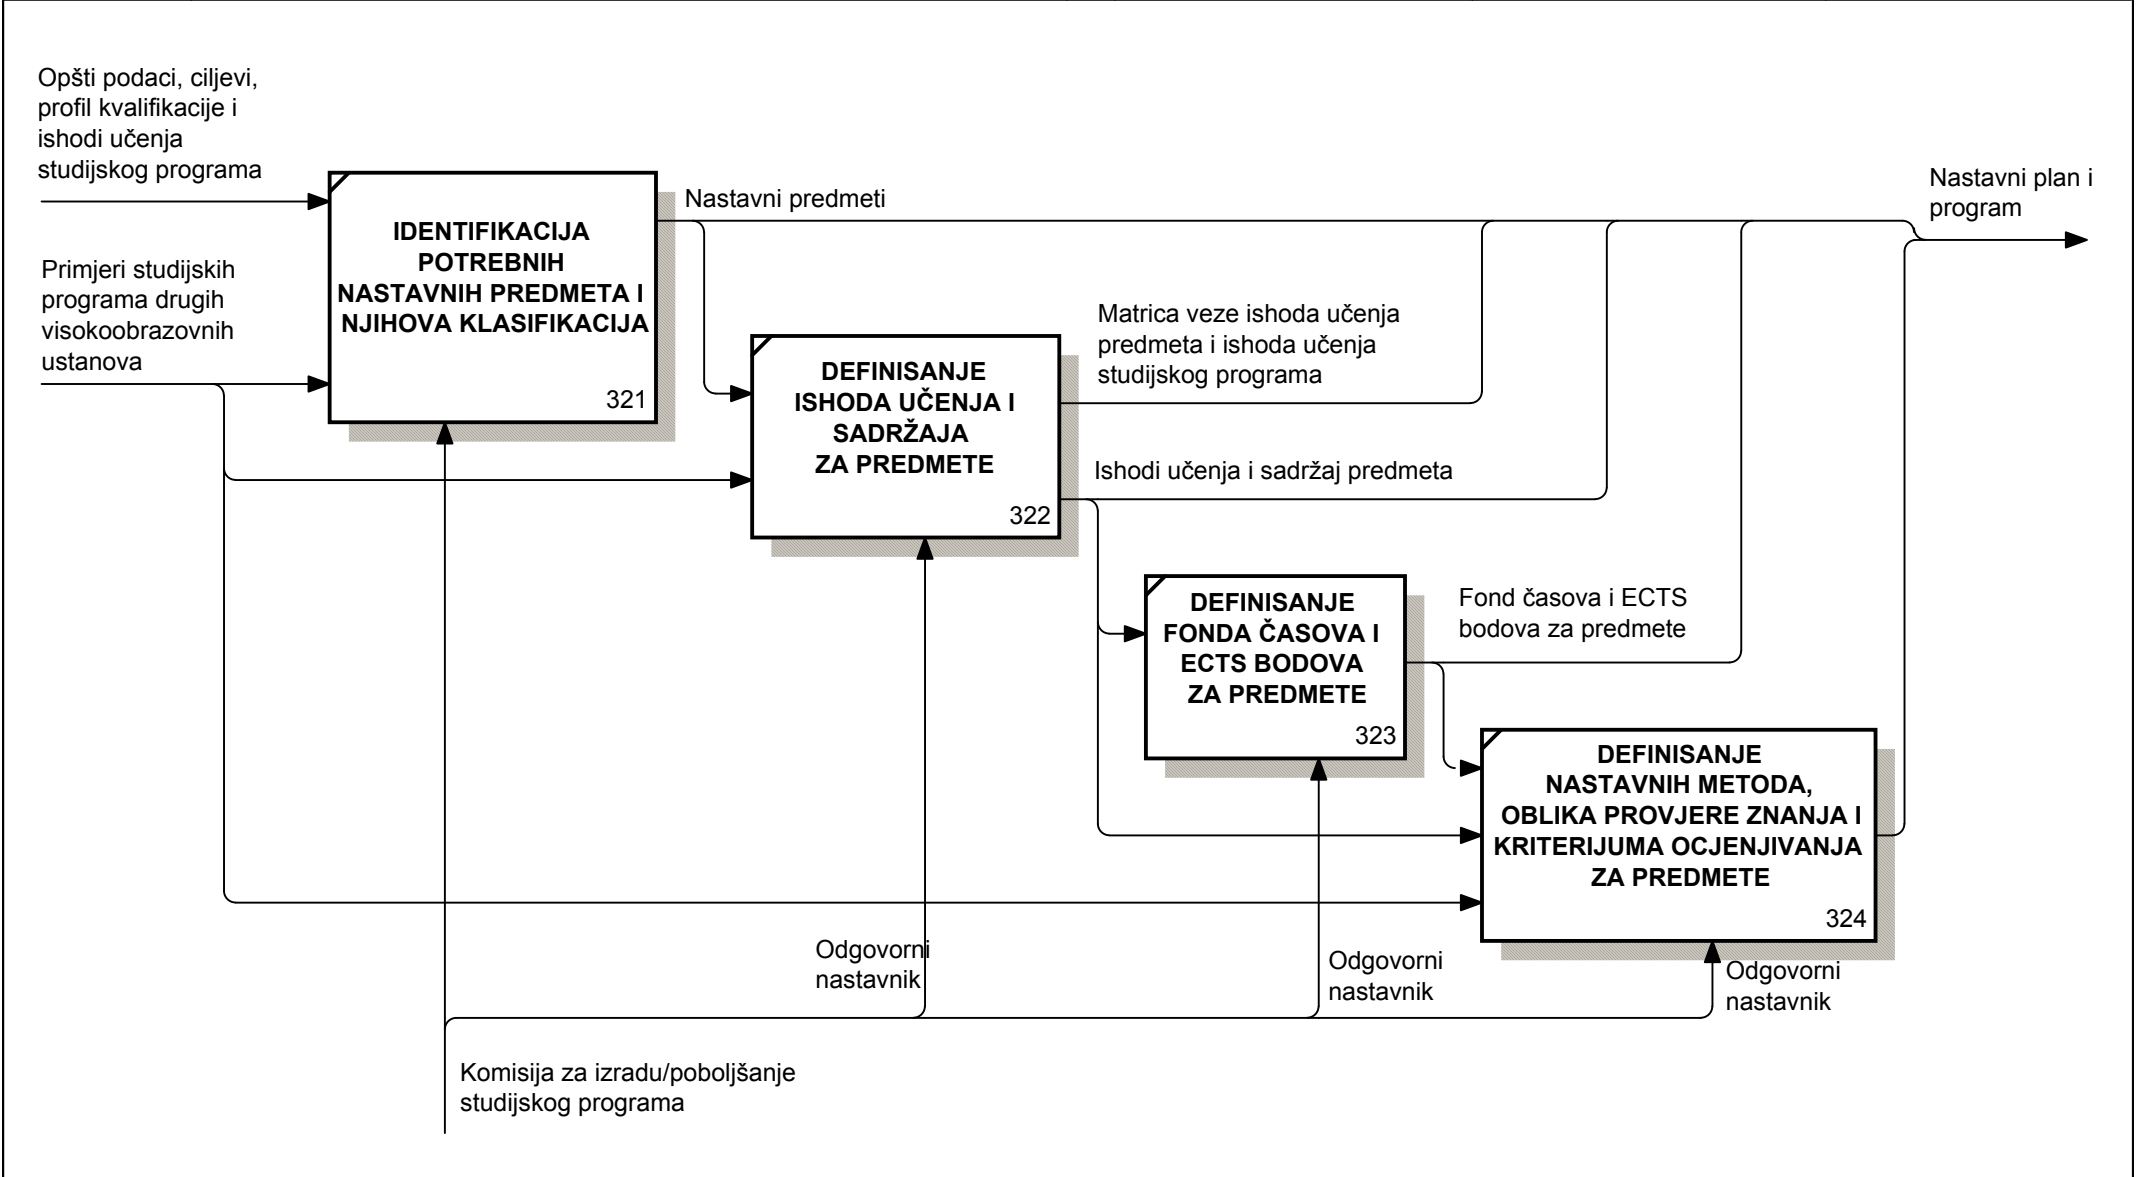 Opšti podaci, ciljevi,
profil kvalifikacije i
ishodi učenja
studijskog programa
Primjeri studijskih
programa drugih
visokoobrazovnih
ustanova
IDENTIFIKACIJA
POTREBNIH
NASTAVNIH PREDMETA I
NJIHOVA KLASIFIKACIJA
321
Nastavni predmeti
Nastavni plan i
program
DEFINISANJE
ISHODA UČENJA I
SADRŽAJA
ZA PREDMETE
322
Matrica veze ishoda učenja
predmeta i ishoda učenja
studijskog programa
Ishodi učenja i sadržaj predmeta
DEFINISANJE
FONDA ČASOVA I
ECTS BODOVA
ZA PREDMETE
323
Fond časova i ECTS
bodova za predmete
DEFINISANJE
NASTAVNIH METODA,
OBLIKA PROVJERE ZNANJA I
KRITERIJUMA OCJENJIVANJA
ZA PREDMETE
324
Odgovorni
nastavnik
Odgovorni
nastavnik
Odgovorni
nastavnik
Komisija za izradu/poboljšanje
studijskog programa